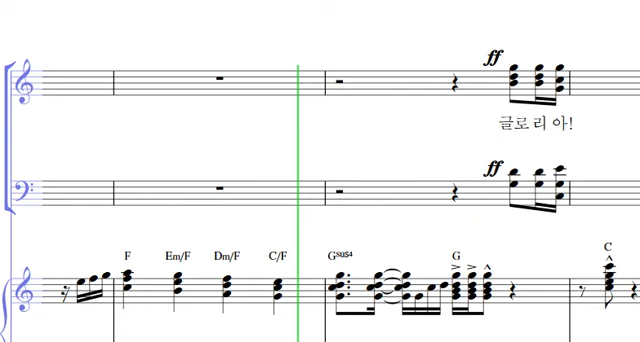 ff
글로 리 아!
ff
F Em/F Dm/F C/F Gsus4 G C